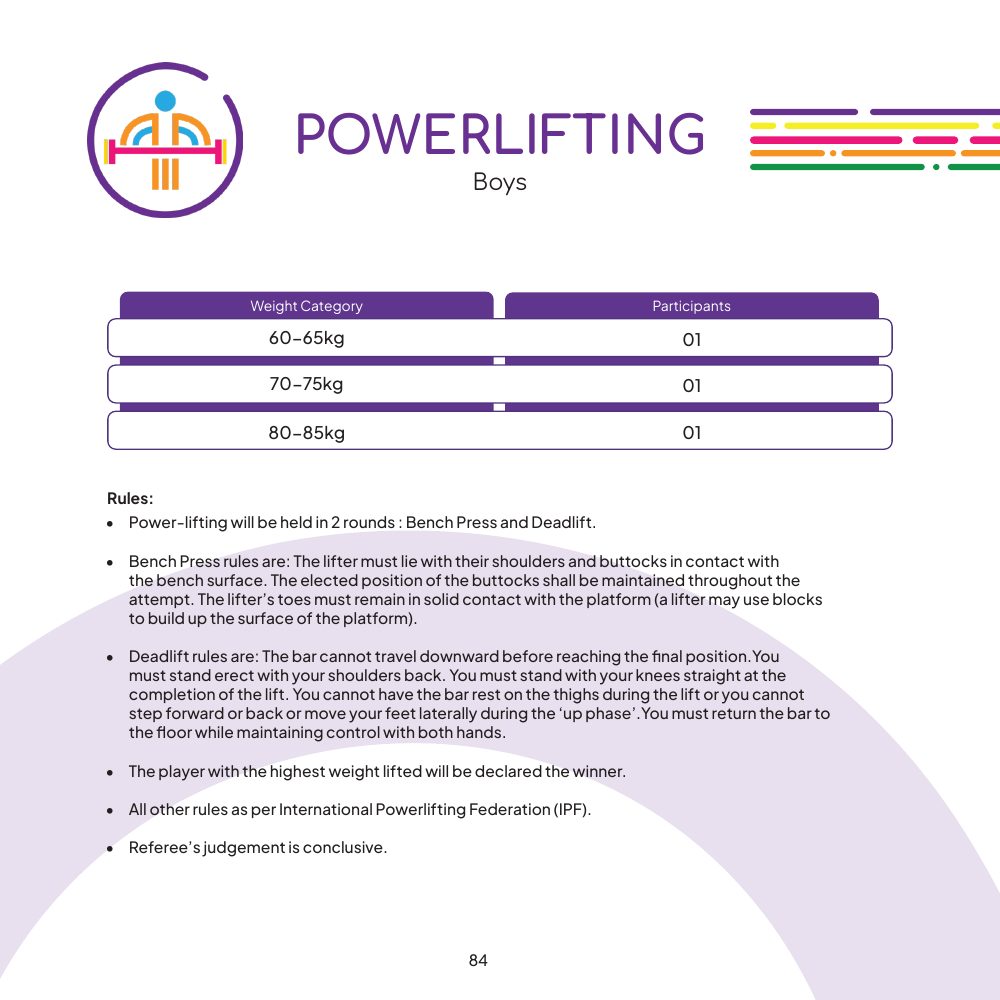 POWERLIFTING
Boys
Weight Category Participants
60-65kg 01
70-75kg 01
80-85kg 01
Rules:
• Power-lifting will be held in 2 rounds : Bench Press and Deadlift.
• Bench Press rules are: The lifter must lie with their shoulders and buttocks in contact with
the bench surface. The elected position of the buttocks shall be maintained throughout the
attempt. The lifter’s toes must remain in solid contact with the platform (a lifter may use blocks
to build up the surface of the platform).
• Deadlift rules are: The bar cannot travel downward before reaching the final position.You
must stand erect with your shoulders back. You must stand with your knees straight at the
completion of the lift. You cannot have the bar rest on the thighs during the lift or you cannot
step forward or back or move your feet laterally during the ‘up phase’.You must return the bar to
the floor while maintaining control with both hands.
• The player with the highest weight lifted will be declared the winner.
• All other rules as per International Powerlifting Federation (IPF).
• Referee’s judgement is conclusive.
84